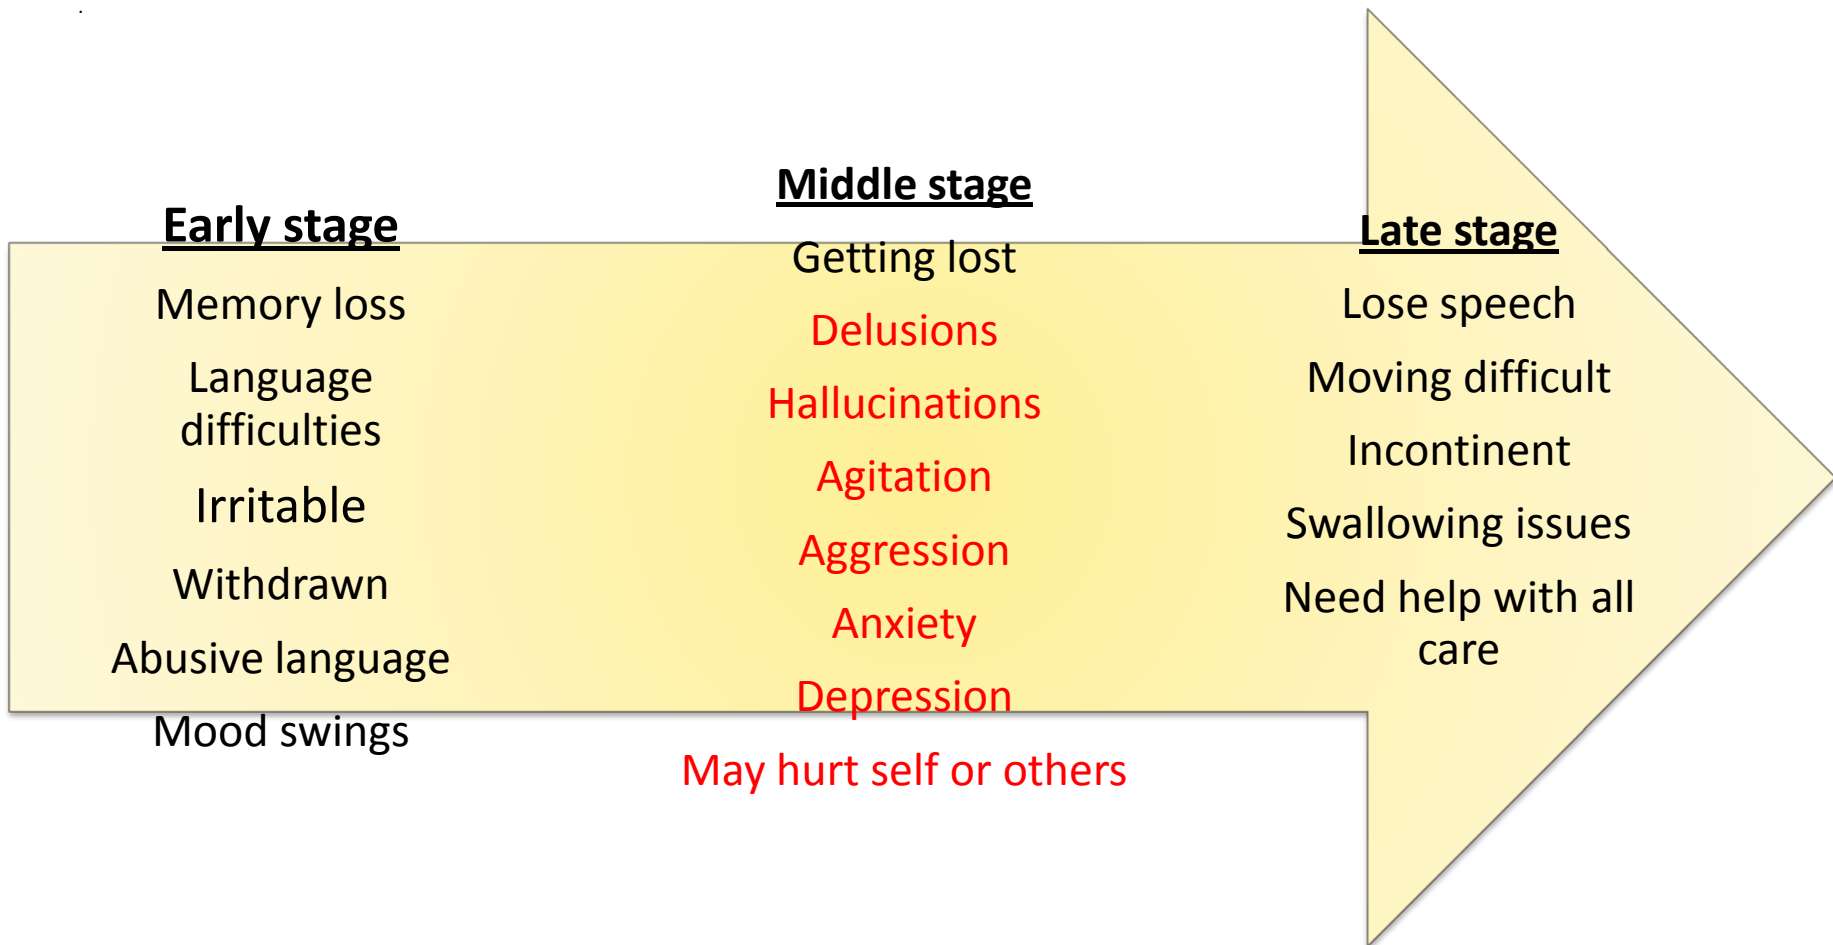 Early stage
Memory loss
Language
difficulties
Irritable
Withdrawn
Abusive language
Mood swings
Middle stage
Getting lost
Delusions
Hallucinations
Agitation
Aggression
Anxiety
Depression
May hurt self or others
Late stage
Lose speech
Moving difficult
Incontinent
Swallowing issues
Need help with all
care